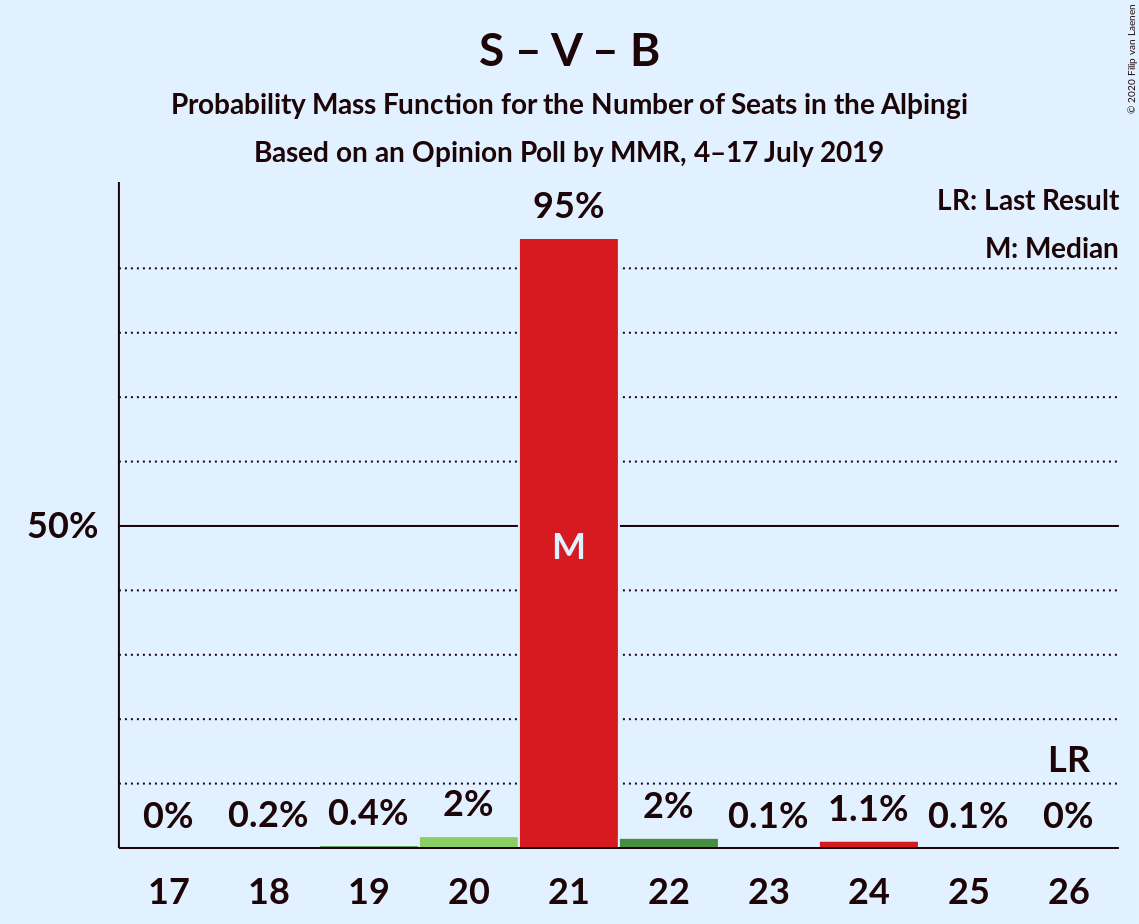 S – V – B
Probability Mass Function for the Number of Seats in the Alþingi
Based on an Opinion Poll by MMR, 4–17 July 2019
© 2020 Filip van Laenen
LR: Last Result
M: Median
95%
50%
M
LR
0% 0.2% 0.4% 2% 2% 0.1% 1.1% 0.1% 0%
17 18 19 20 21 22 23 24 25 26